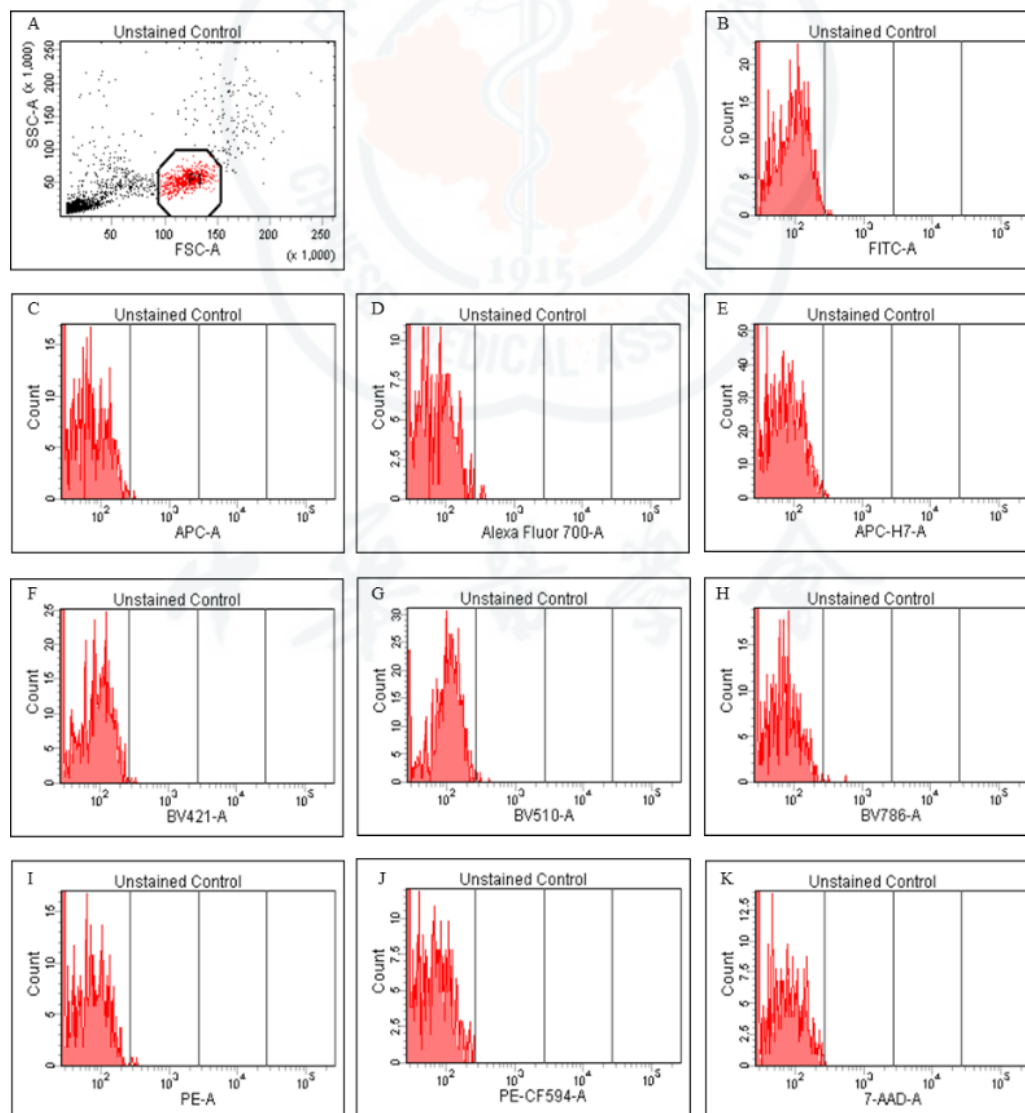 A
Unstained Control
SSC-A (x 1,000)
50 100 150 200 250
50 100 150 200 250
FSC-A
(x 1,000)
B
Unstained Control
Count
0 5 10 15 20
10² 10³ 10⁴ 10⁵
FITC-A
C
Unstained Control
Count
0 5 10 15
10² 10³ 10⁴ 10⁵
APC-A
D
Unstained Control
Count
0 2.5 5 7.5 10
10² 10³ 10⁴ 10⁵
Alexa Fluor 700-A
E
Unstained Control
Count
0 10 20 30 40 50
10² 10³ 10⁴ 10⁵
APC-H7-A
F
Unstained Control
Count
0 5 10 15 20 25
10² 10³ 10⁴ 10⁵
BV421-A
G
Unstained Control
Count
0 5 10 15 20 25 30
10² 10³ 10⁴ 10⁵
BV510-A
H
Unstained Control
Count
0 5 10 15
10² 10³ 10⁴ 10⁵
BV786-A
I
Unstained Control
Count
0 5 10 15
10² 10³ 10⁴ 10⁵
PE-A
J
Unstained Control
Count
0 2.5 5 7.5 10
10² 10³ 10⁴ 10⁵
PE-CF594-A
K
Unstained Control
Count
0 2.5 5 7.5 10 12.5
10² 10³ 10⁴ 10⁵
7-AAD-A
1915
MEDICAL ASSOCIATION